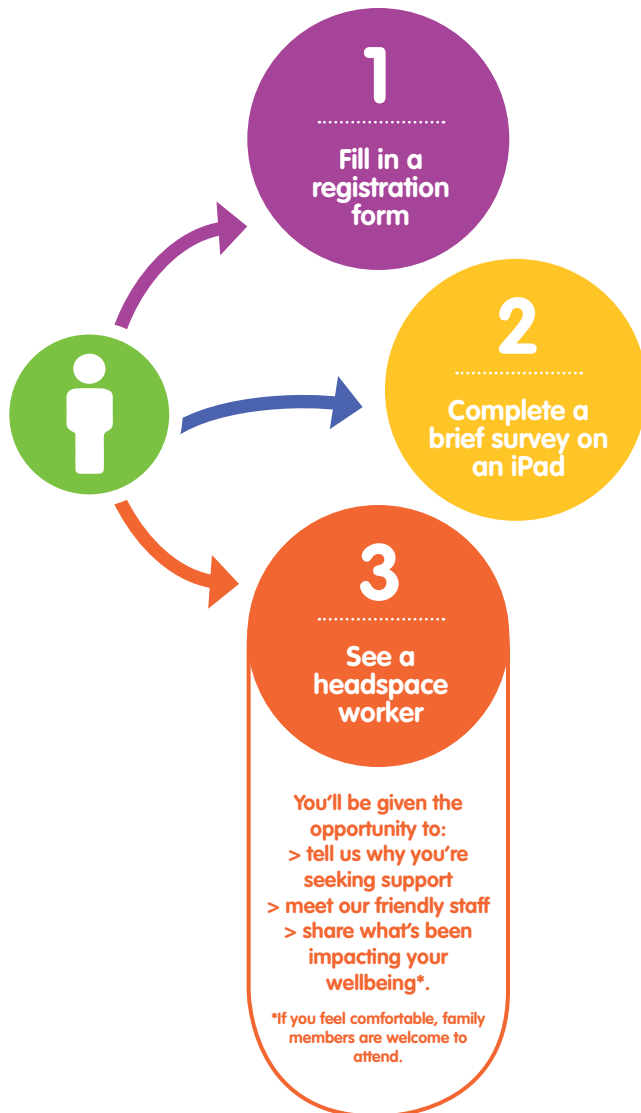 1
Fill in a
registration
form
2
Complete a
brief survey on
an iPad
3
See a
headspace
worker
You'll be given the
opportunity to:
> tell us why you're
seeking support
> meet our friendly staff
> share what's been
impacting your
wellbeing*.
*If you feel comfortable, family
members are welcome to
attend.